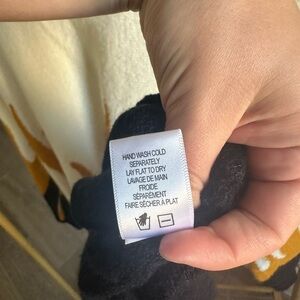 HAND WASH COLD
SEPARATELY
LAY FLAT TO DRY
LAVAGE DE MAIN
FROIDE
SÉPARÉMENT
FAIRE SÉCHER À PLAT